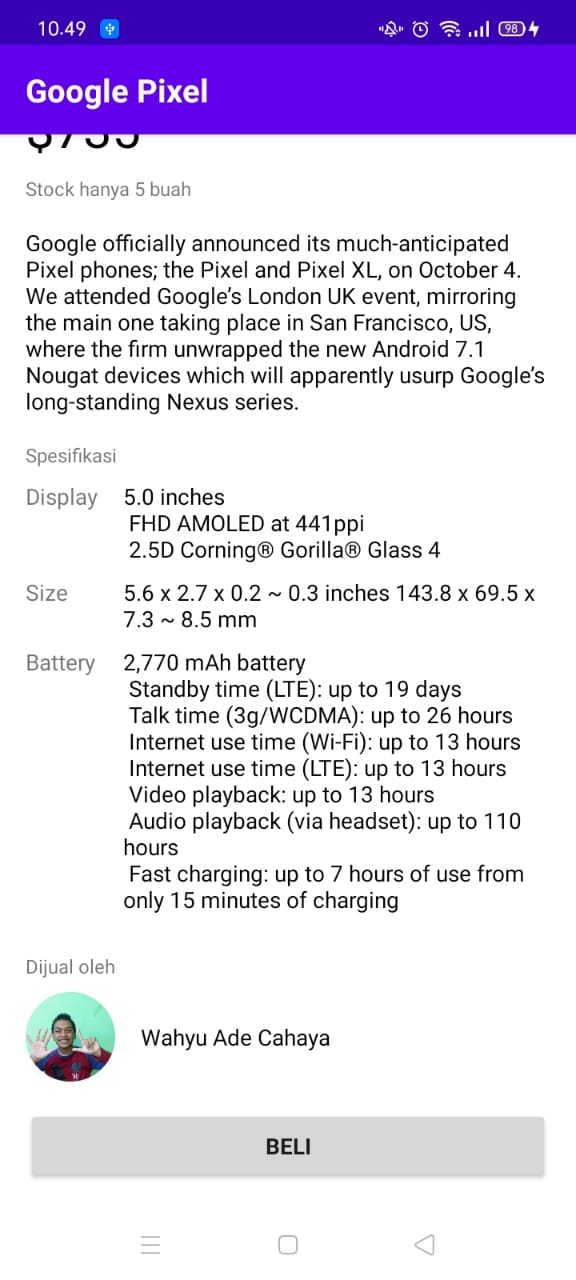 10.49
98
Google Pixel
Stock hanya 5 buah
Google officially announced its much-anticipated
Pixel phones; the Pixel and Pixel XL, on October 4.
We attended Google’s London UK event, mirroring
the main one taking place in San Francisco, US,
where the firm unwrapped the new Android 7.1
Nougat devices which will apparently usurp Google’s
long-standing Nexus series.
Spesifikasi
Display
5.0 inches
FHD AMOLED at 441ppi
2.5D Corning® Gorilla® Glass 4
Size
5.6 x 2.7 x 0.2 ~ 0.3 inches 143.8 x 69.5 x
7.3 ~ 8.5 mm
Battery
2,770 mAh battery
Standby time (LTE): up to 19 days
Talk time (3g/WCDMA): up to 26 hours
Internet use time (Wi-Fi): up to 13 hours
Internet use time (LTE): up to 13 hours
Video playback: up to 13 hours
Audio playback (via headset): up to 110
hours
Fast charging: up to 7 hours of use from
only 15 minutes of charging
Dijual oleh
Wahyu Ade Cahaya
BELI